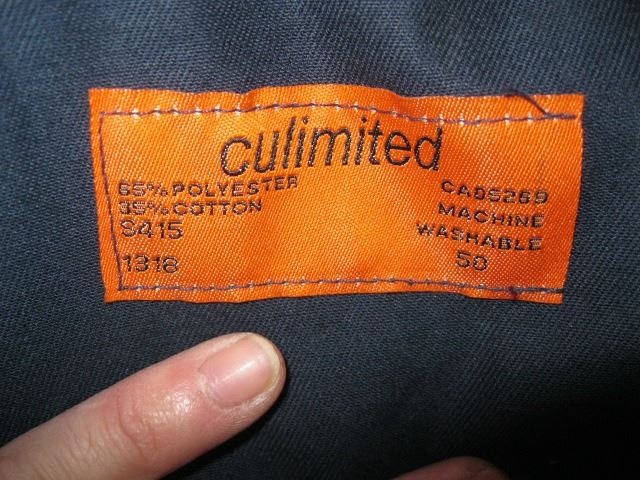 culimited
65% POLYESTER
35% COTTON
S415
1318
CA05269
MACHINE
WASHABLE
50